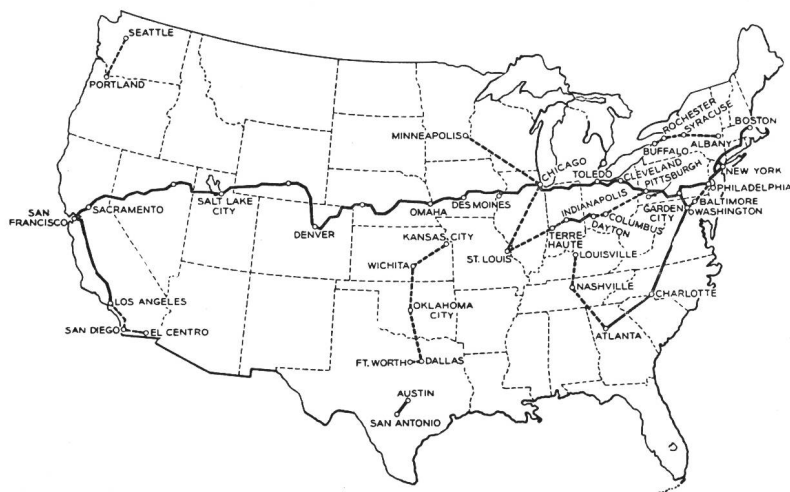 SEATTLE
PORTLAND
MINNEAPOLIS
ROCHESTER
SYRACUSE
BOSTON
BUFFALO
ALBANY
CHICAGO
TOLEDO
CLEVELAND
PITTSBURGH
NEW YORK
PHILADELPHIA
BALTIMORE
WASHINGTON
GARDEN
CITY
SAN
FRANCISCO
SACRAMENTO
SALT LAKE
CITY
DENVER
OMAHA
DES MOINES
INDIANAPOLIS
COLUMBUS
DAYTON
TERRE
HAUTE
ST. LOUIS
KANSAS CITY
WICHITA
LOUISVILLE
NASHVILLE
CHARLOTTE
ATLANTA
LOS ANGELES
SAN DIEGO
EL CENTRO
OKLAHOMA
CITY
FT. WORTH
DALLAS
AUSTIN
SAN ANTONIO